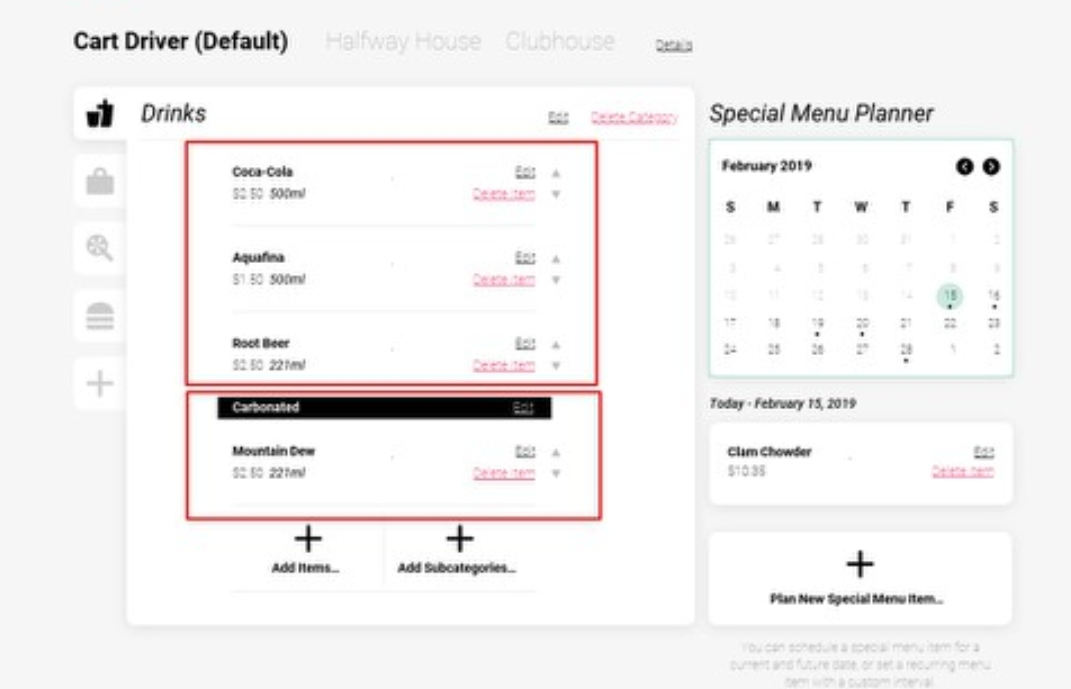 Cart Driver (Default) Halfway House Clubhouse Details
Drinks Edit Delete Category
Coca-Cola Edit
$2.50 500ml Delete Item
Aquafina Edit
$1.50 500ml Delete Item
Root Beer Edit
$2.50 221ml Delete Item
Carbonated Edit
Mountain Dew Edit
$2.50 221ml Delete Item
Add Items...
Add Subcategories...
Special Menu Planner
February 2019
S M T W T F S
26 27 28 30 31 1 2
3 4 5 6 7 8 9
10 11 12 13 14 15 16
17 18 19 20 21 22 23
24 25 26 27 28 1 2
Today - February 15, 2019
Clam Chowder Edit
$10.35 Delete Item
Plan New Special Menu Item...
You can schedule a special menu item for a
current and future date, or set a recurring menu
item with a custom interval